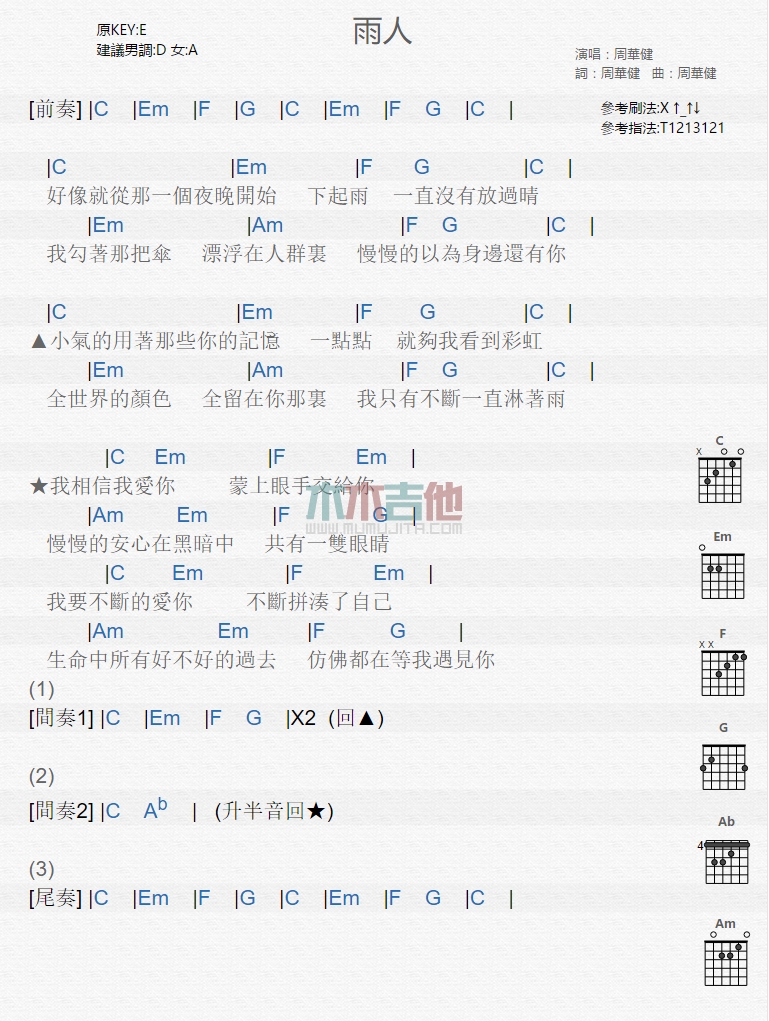 雨人
原KEY:E
建議男調:D 女:A
演唱：周華健
詞：周華健 曲：周華健
參考刷法:X↑_↑↓
參考指法:T1213121
[前奏] |C |Em |F |G |C |Em |F G |C |
|C |Em |F G |C |
好像就從那一個夜晚開始 下起雨 一直沒有放過晴
|Em |Am |F G |C |
我勾著那把傘 漂浮在人群裏 慢慢的以為身邊還有你
|C |Em |F G |C |
▲小氣的用著那些你的記憶 一點點 就夠我看到彩虹
|Em |Am |F G |C |
全世界的顏色 全留在你那裏 我只有不斷一直淋著雨
|C Em |F Em |
★我相信我愛你 蒙上眼手交給你
|Am Em |F G |
慢慢的安心在黑暗中 共有一雙眼睛
|C Em |F Em |
我要不斷的愛你 不斷拼湊了自己
|Am Em |F G |
生命中所有好不好的過去 仿佛都在等我遇見你
(1)
[間奏1] |C |Em |F G |X2 (回▲)
(2)
[間奏2] |C Ab | (升半音回★)
(3)
[尾奏] |C |Em |F |G |C |Em |F G |C |
木木吉他
WWW.MUMUJITA.COM
C
X
Em
F
X X
G
Ab
4
Am